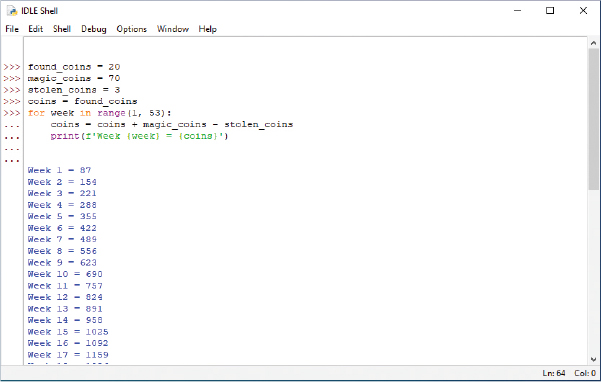 IDLE Shell
File Edit Shell Debug Options Window Help
>>> found_coins = 20
>>> magic_coins = 70
>>> stolen_coins = 3
>>> coins = found_coins
>>> for week in range(1, 53):
... coins = coins + magic_coins - stolen_coins
... print(f'Week {week} = {coins}')
...
...
Week 1 = 87
Week 2 = 154
Week 3 = 221
Week 4 = 288
Week 5 = 355
Week 6 = 422
Week 7 = 489
Week 8 = 556
Week 9 = 623
Week 10 = 690
Week 11 = 757
Week 12 = 824
Week 13 = 891
Week 14 = 958
Week 15 = 1025
Week 16 = 1092
Week 17 = 1159
Ln: 64 Col: 0